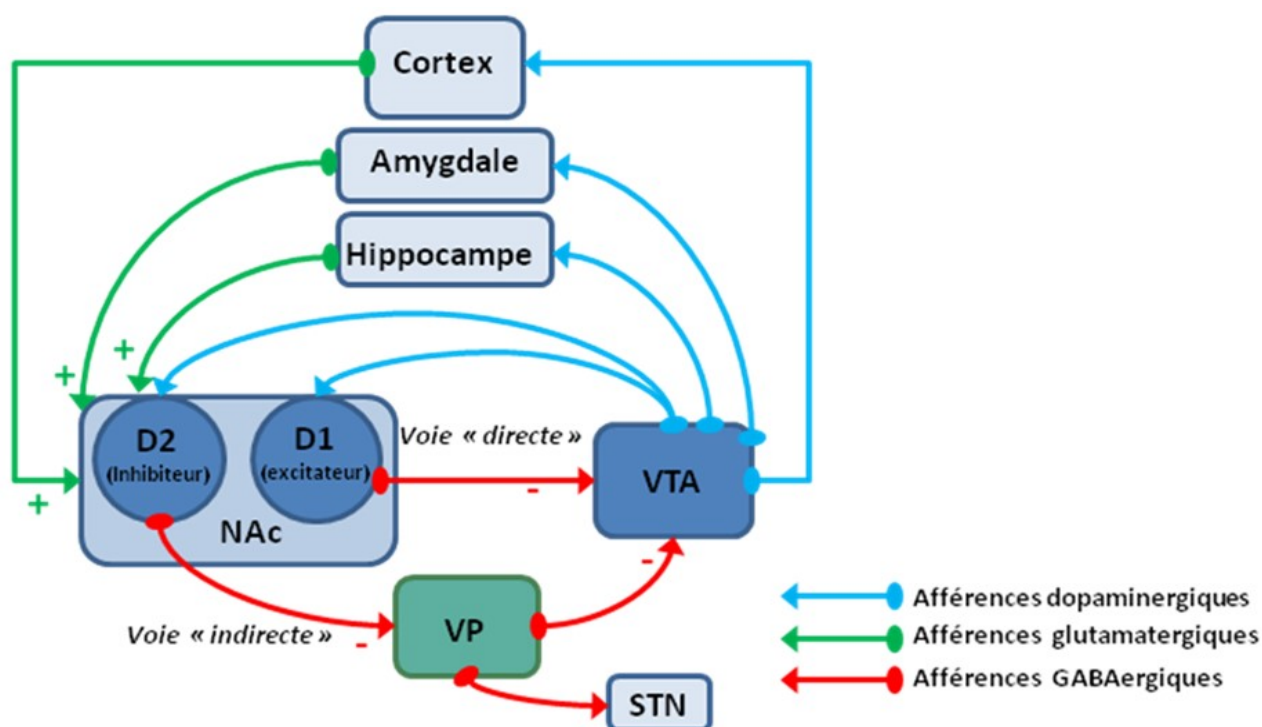 Cortex
Amygdale
Hippocampe
+
+
+
D2
(Inhibiteur)
D1
(excitateur)
NAc
Voie « directe »
-
VTA
-
Voie « indirecte »
-
VP
STN
Afférences dopaminergiques
Afférences glutamatergiques
Afférences GABAergiques